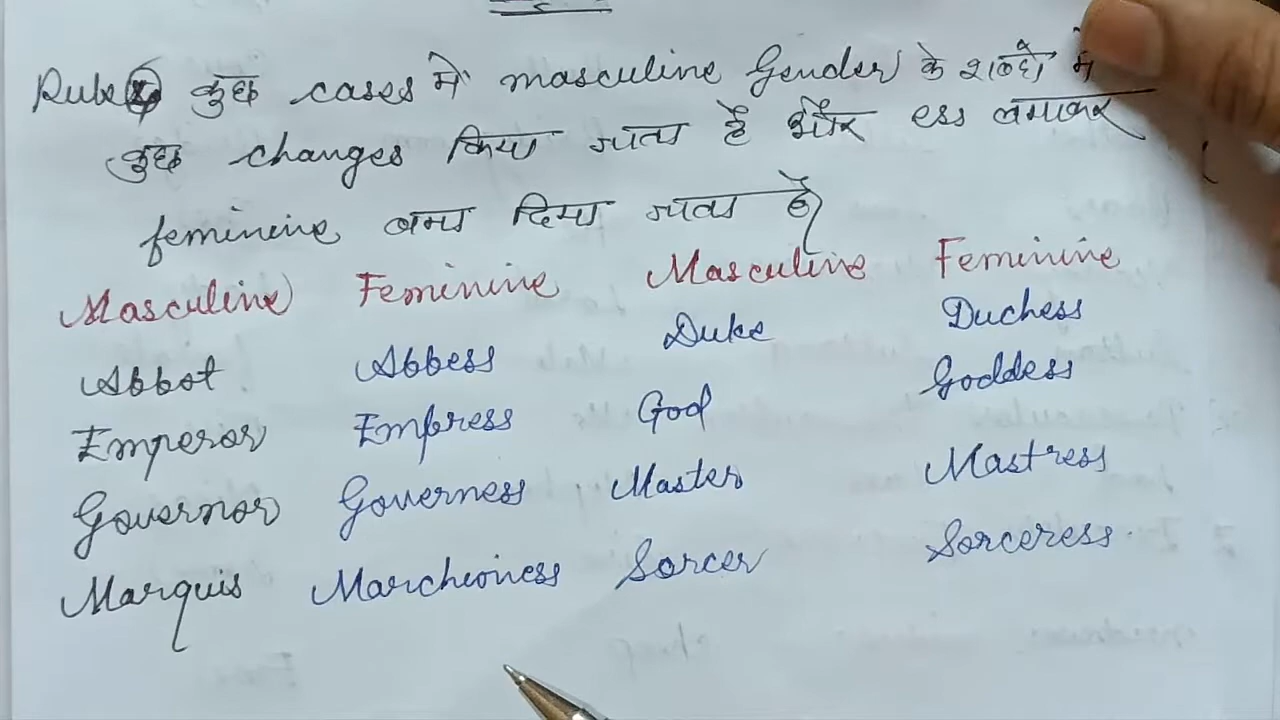 Rule कुछ cases में masculine Gender के शब्दों में
कुछ changes किया जाता है और ess लगाकर
feminine बना दिया जाता है
Masculine Feminine Masculine Feminine
Abbot Abbess Duke Duchess
Emperor Empress God Goddess
Governor Governess Master Mastress
Marquis Marchioness Sorcer Sorceress